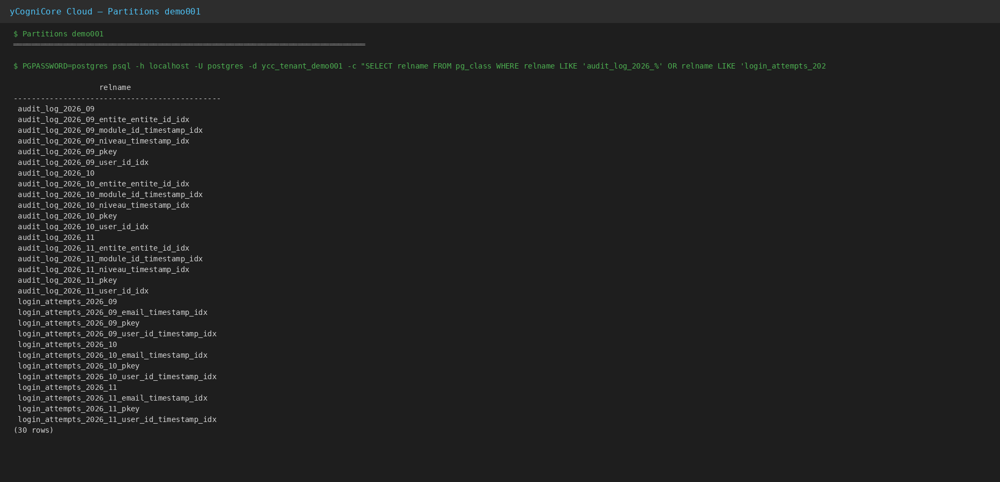 yCogniCore Cloud — Partitions demo001
$ Partitions demo001
══════════════════════════════════════════════════════════════════════════════
$ PGPASSWORD=postgres psql -h localhost -U postgres -d ycc_tenant_demo001 -c "SELECT relname FROM pg_class WHERE relname LIKE 'audit_log_2026_%' OR relname LIKE 'login_attempts_202
relname
----------------------------------------------
audit_log_2026_09
audit_log_2026_09_entite_entite_id_idx
audit_log_2026_09_module_id_timestamp_idx
audit_log_2026_09_niveau_timestamp_idx
audit_log_2026_09_pkey
audit_log_2026_09_user_id_idx
audit_log_2026_10
audit_log_2026_10_entite_entite_id_idx
audit_log_2026_10_module_id_timestamp_idx
audit_log_2026_10_niveau_timestamp_idx
audit_log_2026_10_pkey
audit_log_2026_10_user_id_idx
audit_log_2026_11
audit_log_2026_11_entite_entite_id_idx
audit_log_2026_11_module_id_timestamp_idx
audit_log_2026_11_niveau_timestamp_idx
audit_log_2026_11_pkey
audit_log_2026_11_user_id_idx
login_attempts_2026_09
login_attempts_2026_09_email_timestamp_idx
login_attempts_2026_09_pkey
login_attempts_2026_09_user_id_timestamp_idx
login_attempts_2026_10
login_attempts_2026_10_email_timestamp_idx
login_attempts_2026_10_pkey
login_attempts_2026_10_user_id_timestamp_idx
login_attempts_2026_11
login_attempts_2026_11_email_timestamp_idx
login_attempts_2026_11_pkey
login_attempts_2026_11_user_id_timestamp_idx
(30 rows)